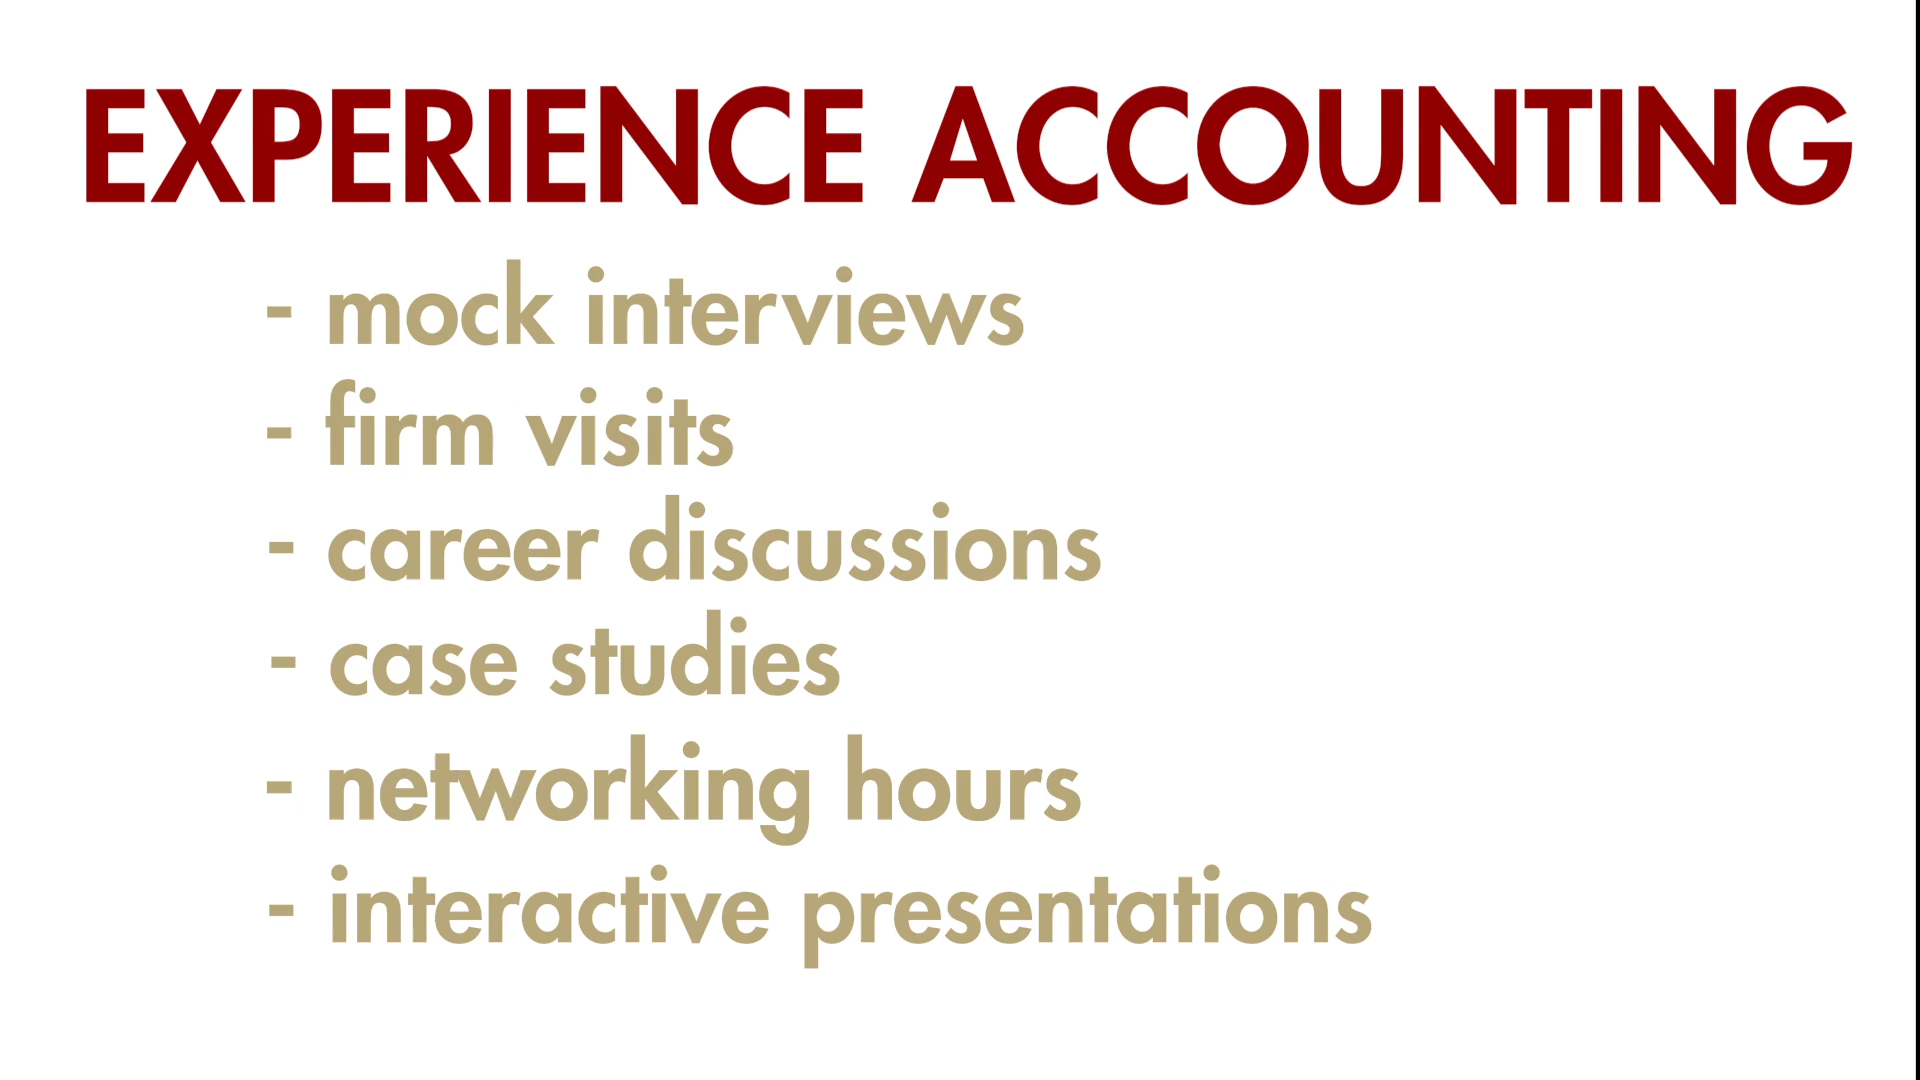 EXPERIENCE ACCOUNTING
- mock interviews
- firm visits
- career discussions
- case studies
- networking hours
- interactive presentations